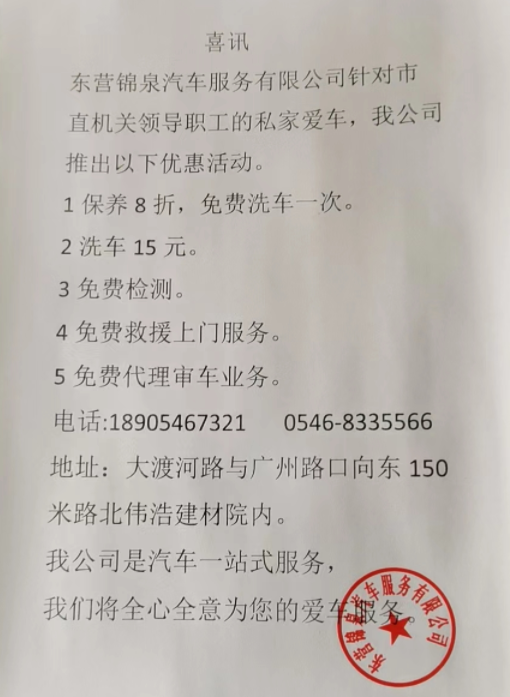 喜讯
东营锦泉汽车服务有限公司针对市
直机关领导职工的私家爱车，我公司
推出以下优惠活动。
1 保养 8 折，免费洗车一次。
2 洗车 15 元。
3 免费检测。
4 免费救援上门服务。
5 免费代理审车业务。
电话:18905467321 0546-8335566
地址：大渡河路与广州路口向东 150
米路北伟浩建材院内。
我公司是汽车一站式服务，
我们将全心全意为您的爱车服务。
东营锦泉汽车服务有限公司